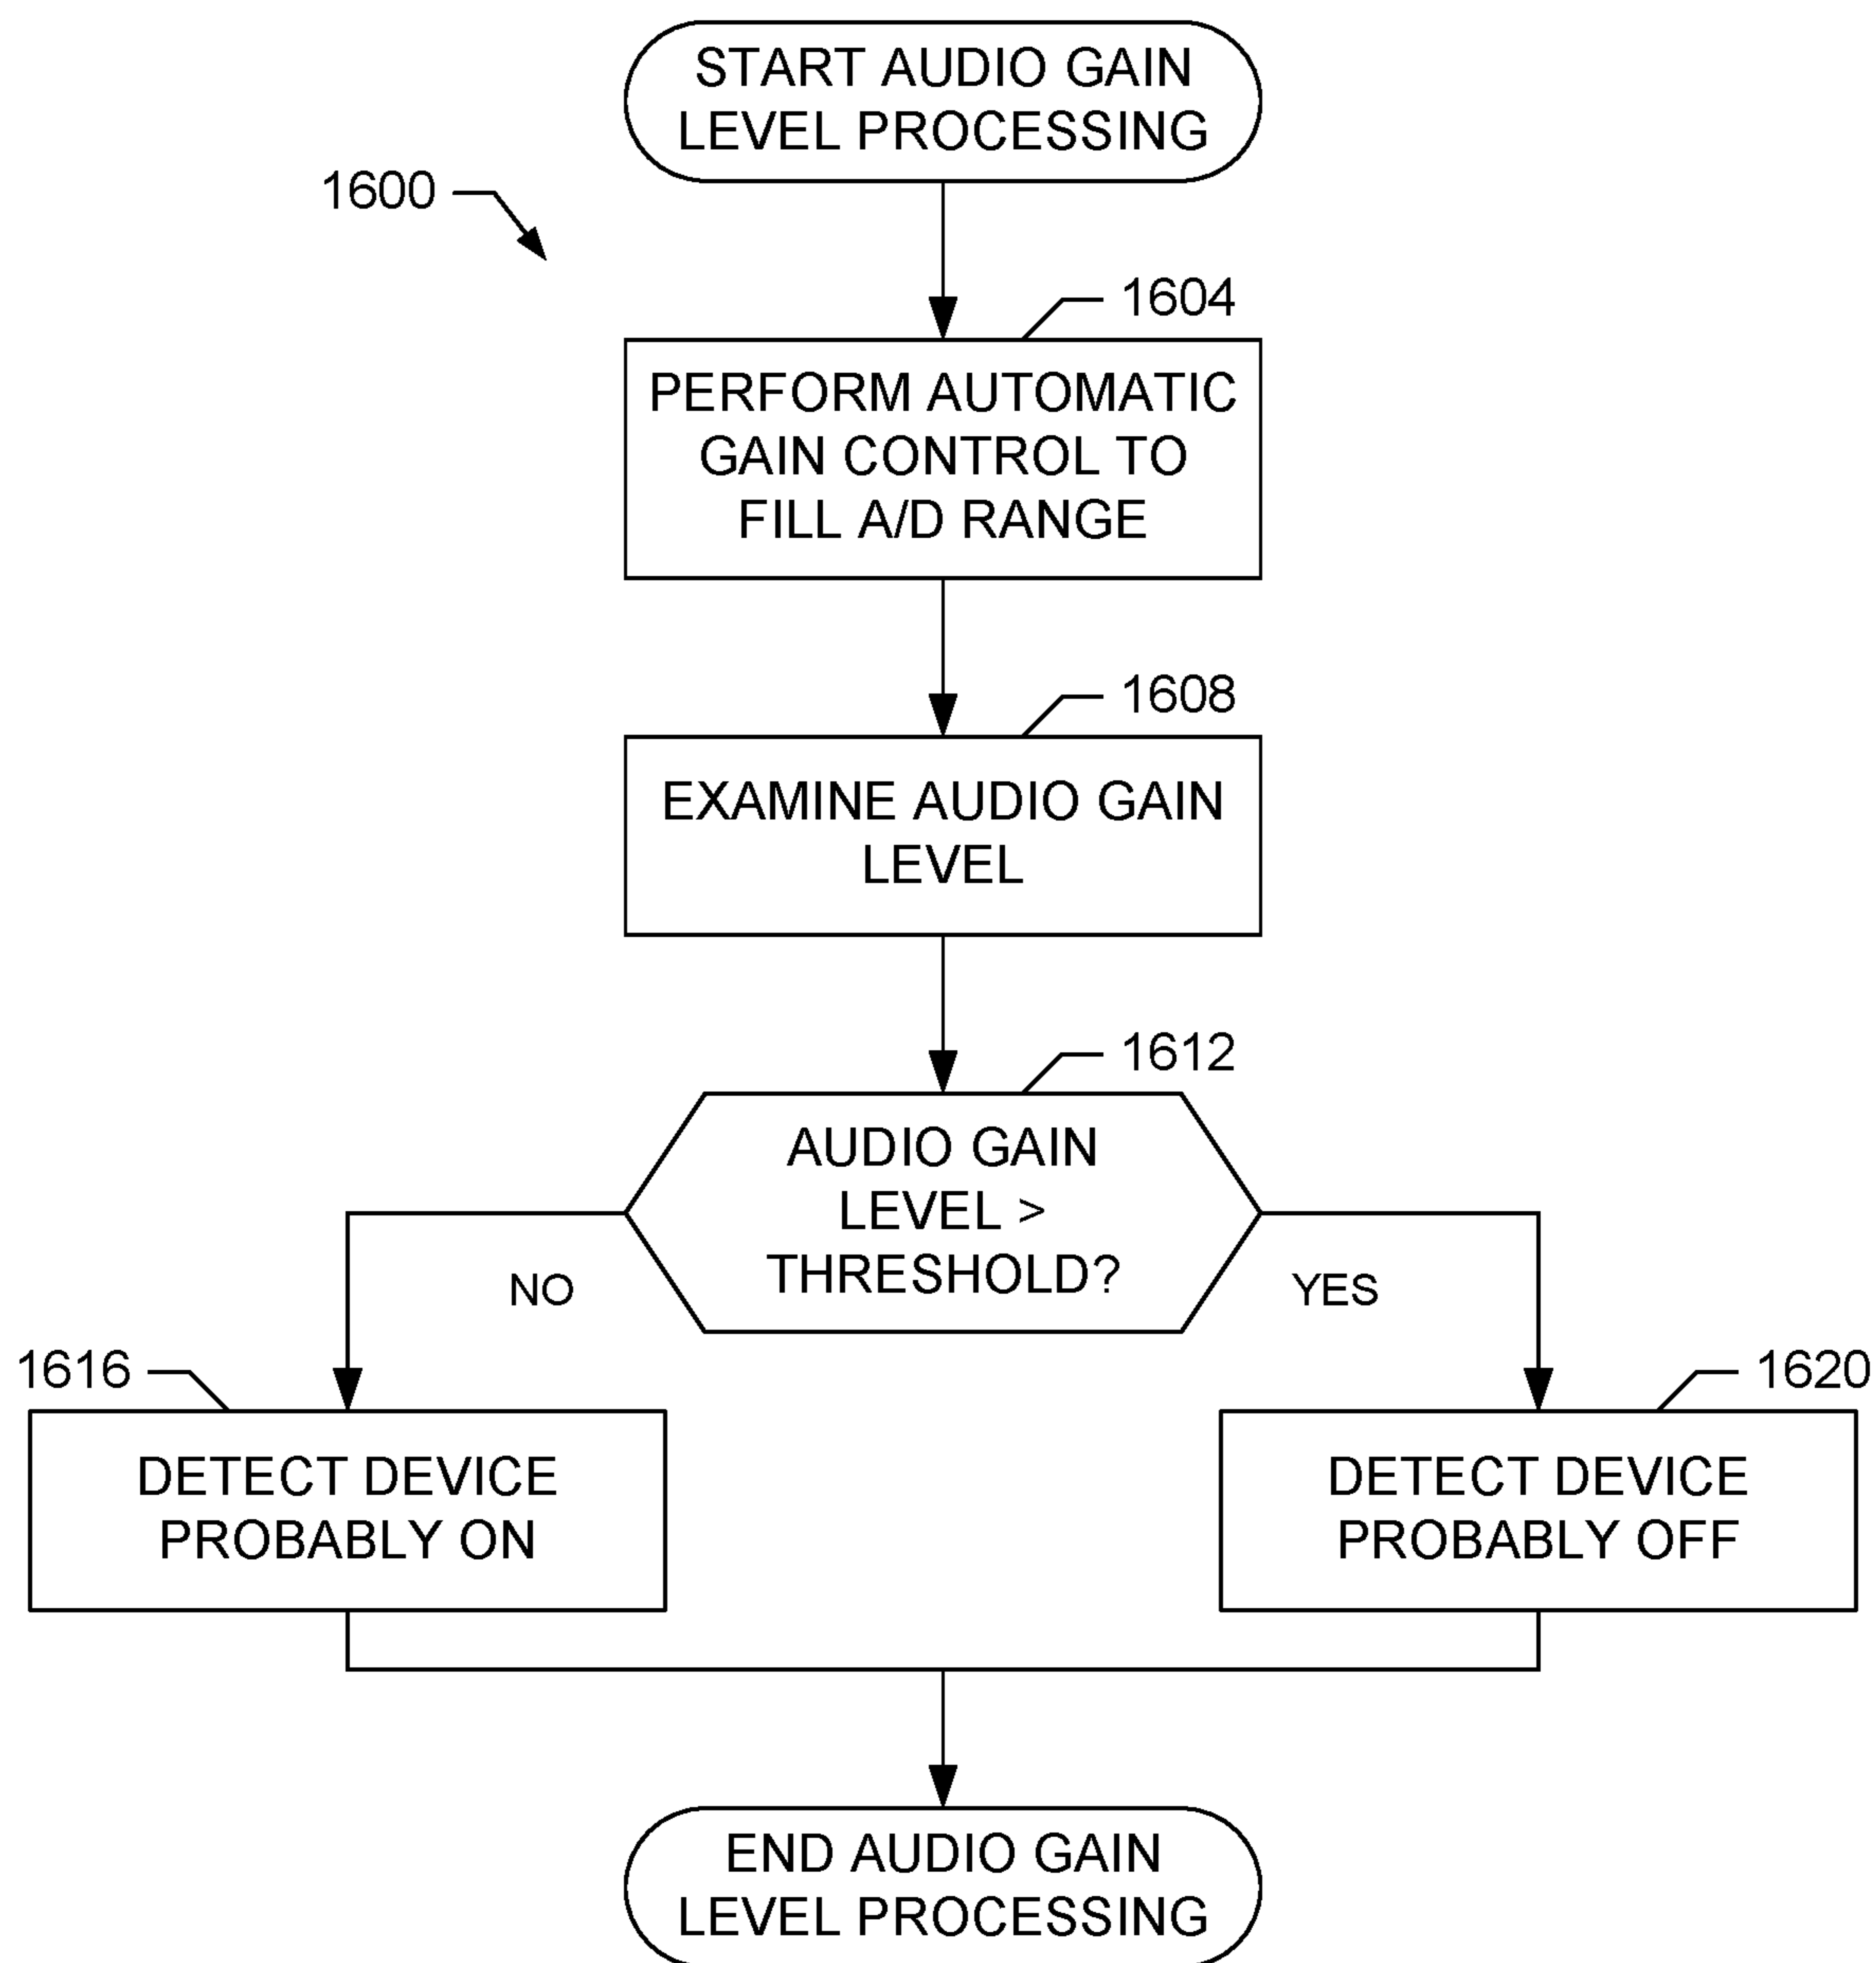 START AUDIO GAIN
LEVEL PROCESSING
1600
1604
PERFORM AUTOMATIC
GAIN CONTROL TO
FILL A/D RANGE
1608
EXAMINE AUDIO GAIN
LEVEL
1612
AUDIO GAIN
LEVEL >
THRESHOLD?
NO
YES
1616
1620
DETECT DEVICE
PROBABLY ON
DETECT DEVICE
PROBABLY OFF
END AUDIO GAIN
LEVEL PROCESSING